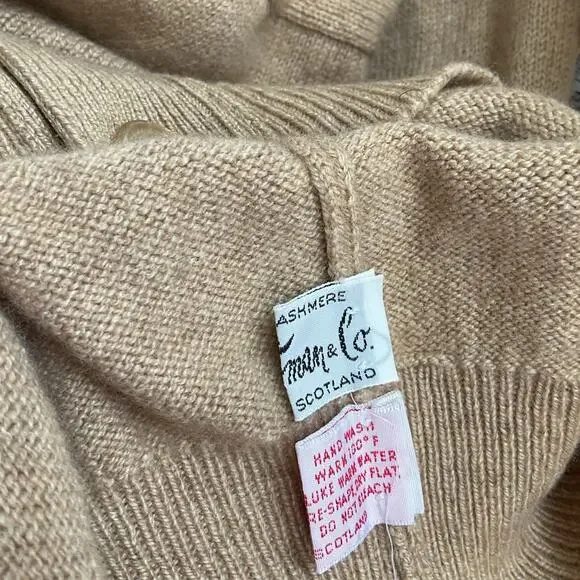 ASHMERE
man & Co.
SCOTLAND
HAND WASH
WARM 100° F
LUKE WARM WATER
RE-SHAPE DRY FLAT
DO NOT BLEACH
SCOTLAND